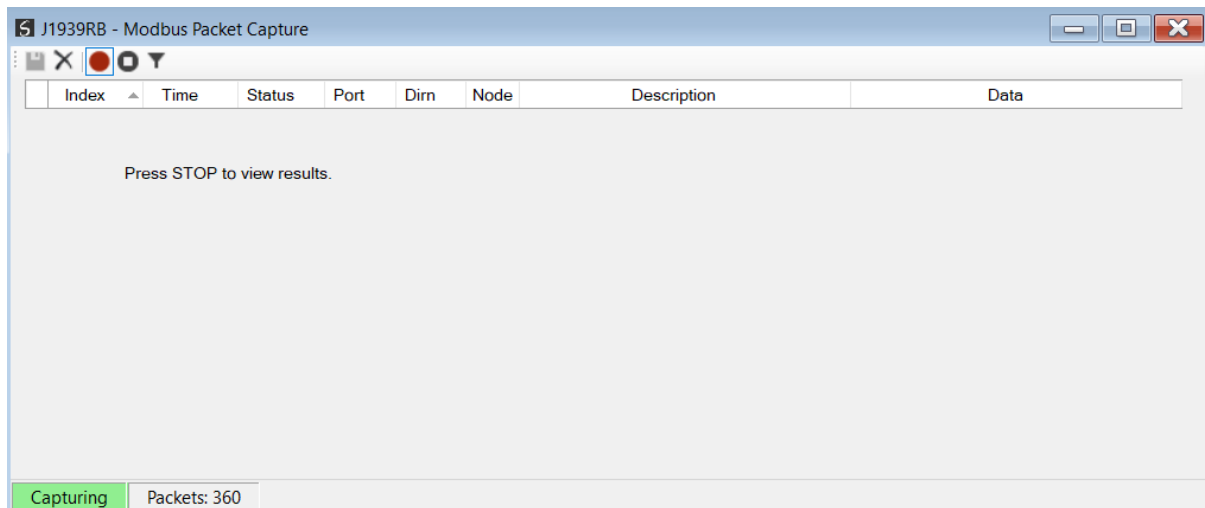 J1939RB - Modbus Packet Capture
Index Time Status Port Dirn Node Description Data
Press STOP to view results.
Capturing Packets: 360